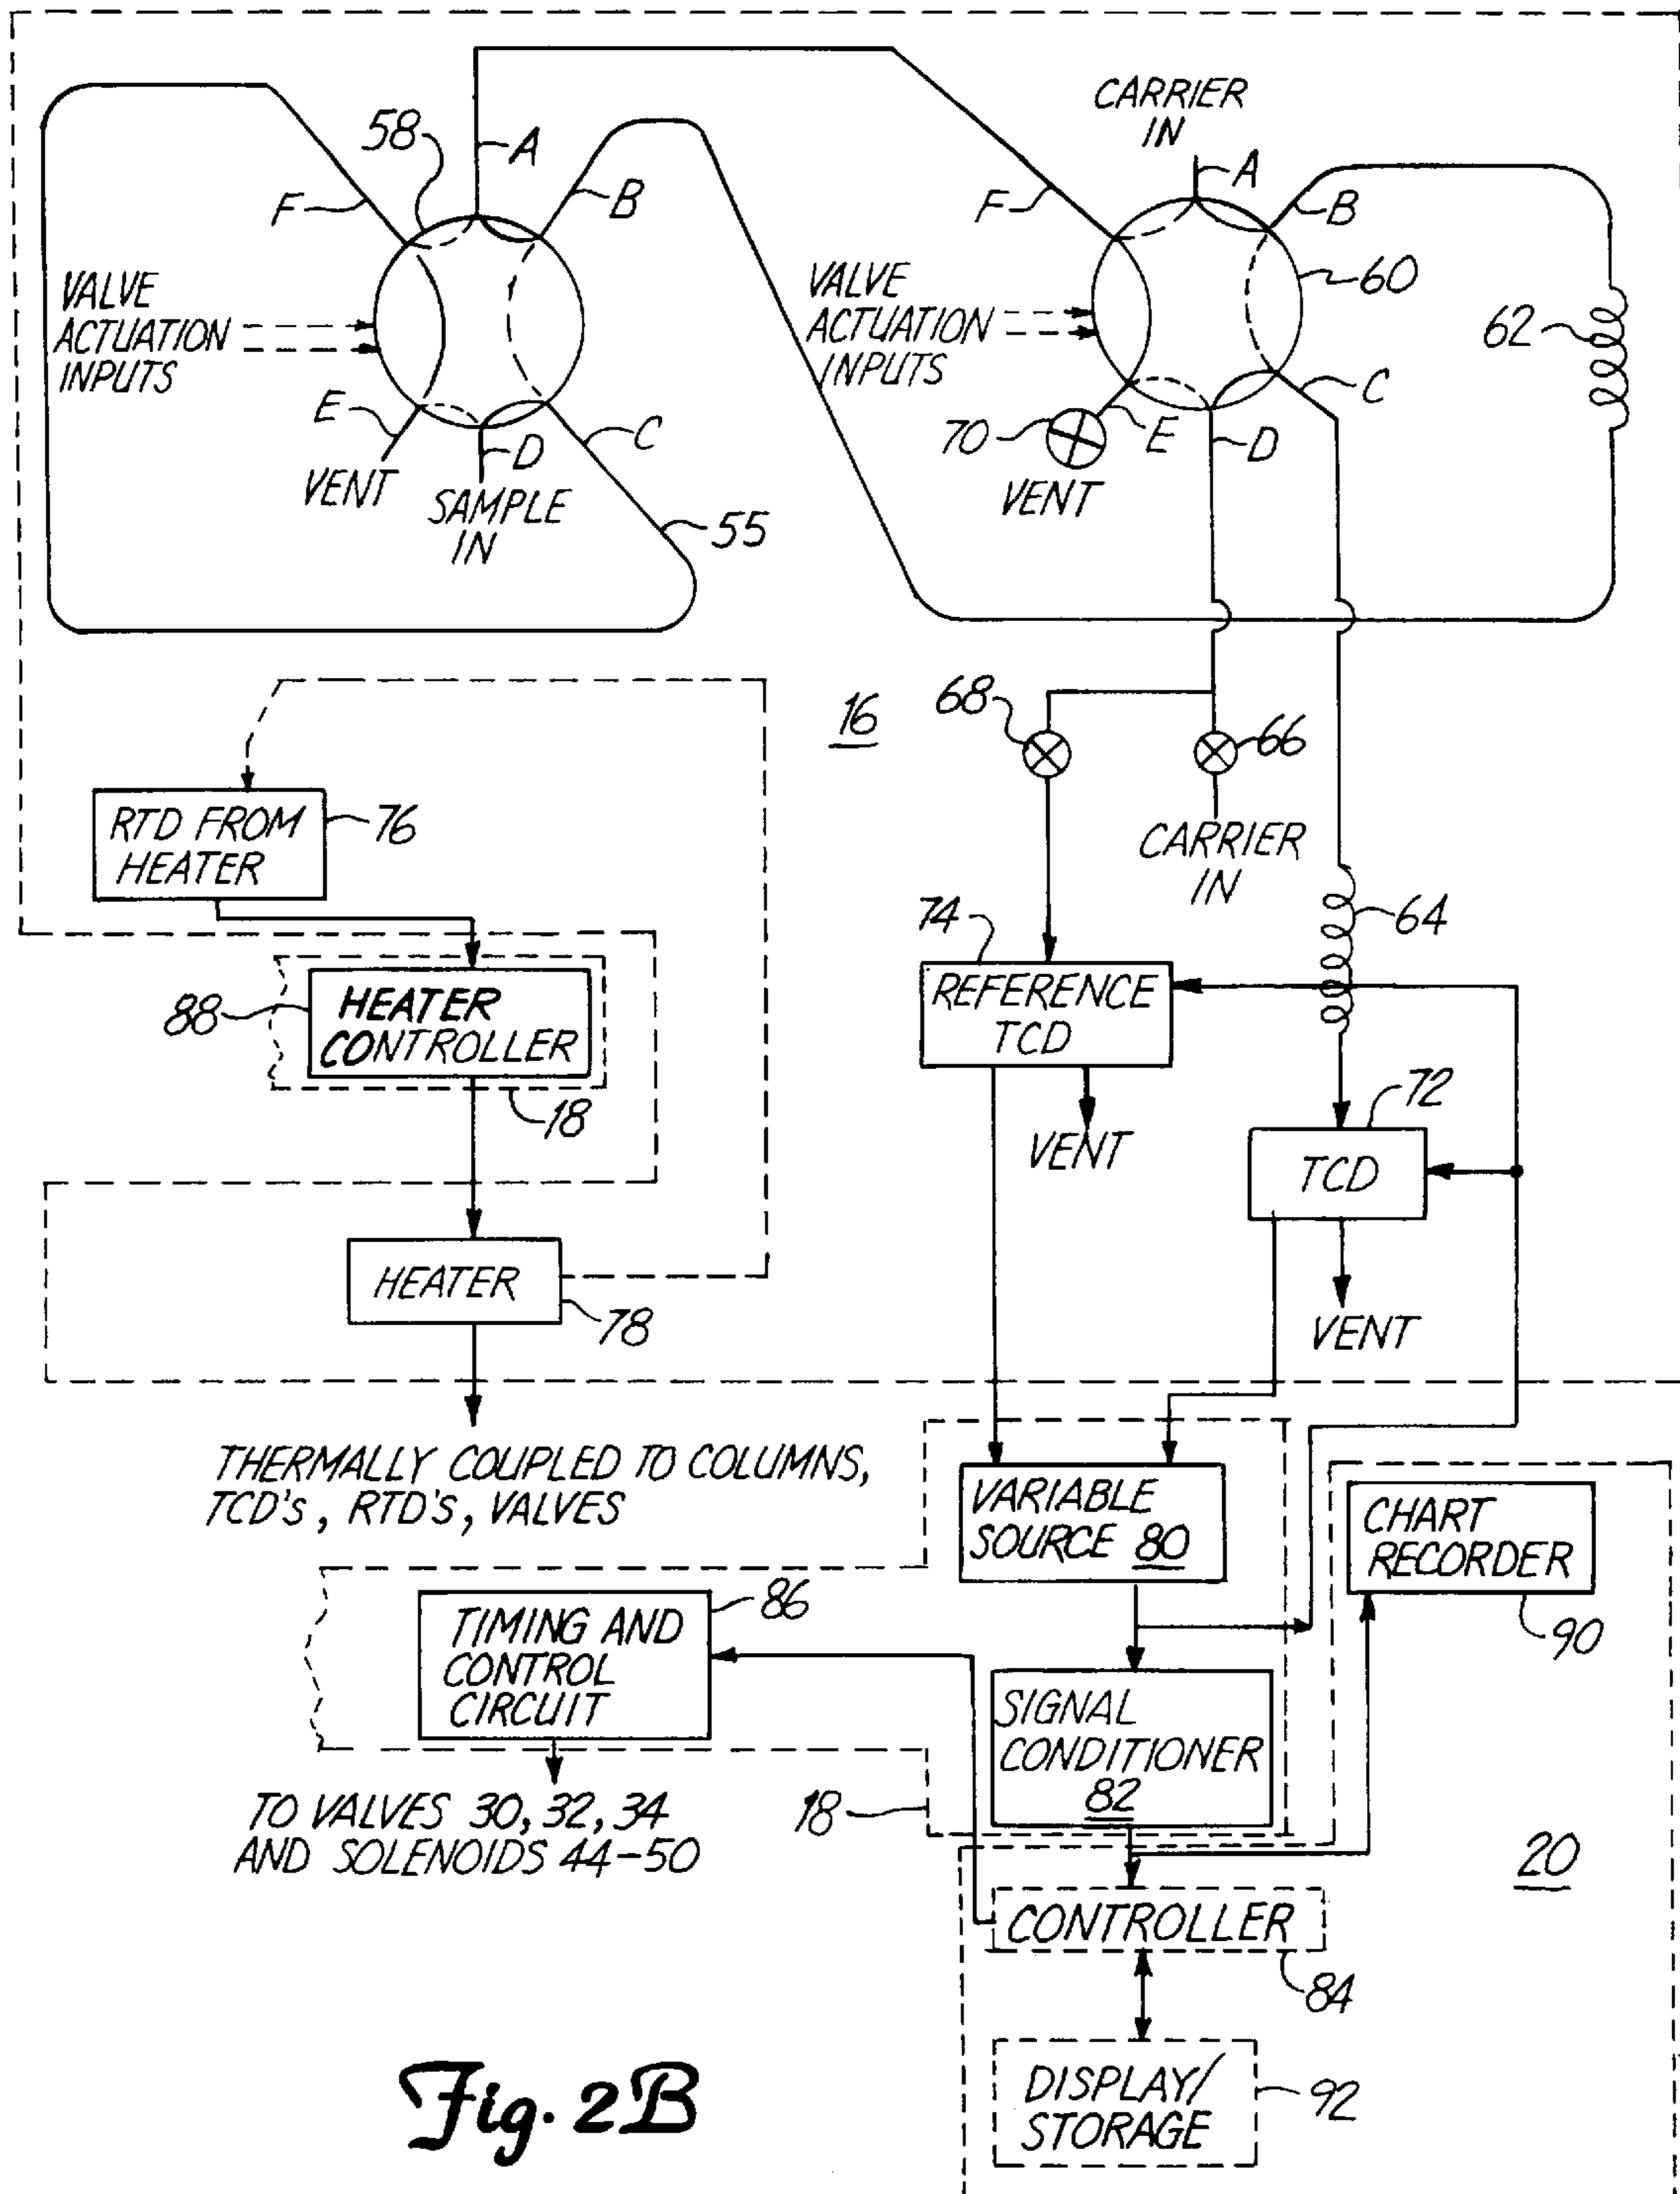 CARRIER
IN
58
A
B
F
F
A
B
60
62
VALVE
ACTUATION
INPUTS
VALVE
ACTUATION
INPUTS
E
D
C
VENT
SAMPLE
IN
55
70
E
D
C
VENT
16
68
66
CARRIER
IN
64
RTD FROM
HEATER
76
74
REFERENCE
TCD
VENT
88
HEATER
CONTROLLER
18
72
TCD
VENT
HEATER
78
THERMALLY COUPLED TO COLUMNS,
TCD's, RTD's, VALVES
VARIABLE
SOURCE 80
CHART
RECORDER
90
TIMING AND
CONTROL
CIRCUIT
86
SIGNAL
CONDITIONER
82
TO VALVES 30, 32, 34
AND SOLENOIDS 44-50
18
20
CONTROLLER
84
DISPLAY/
STORAGE
92
Fig. 2B